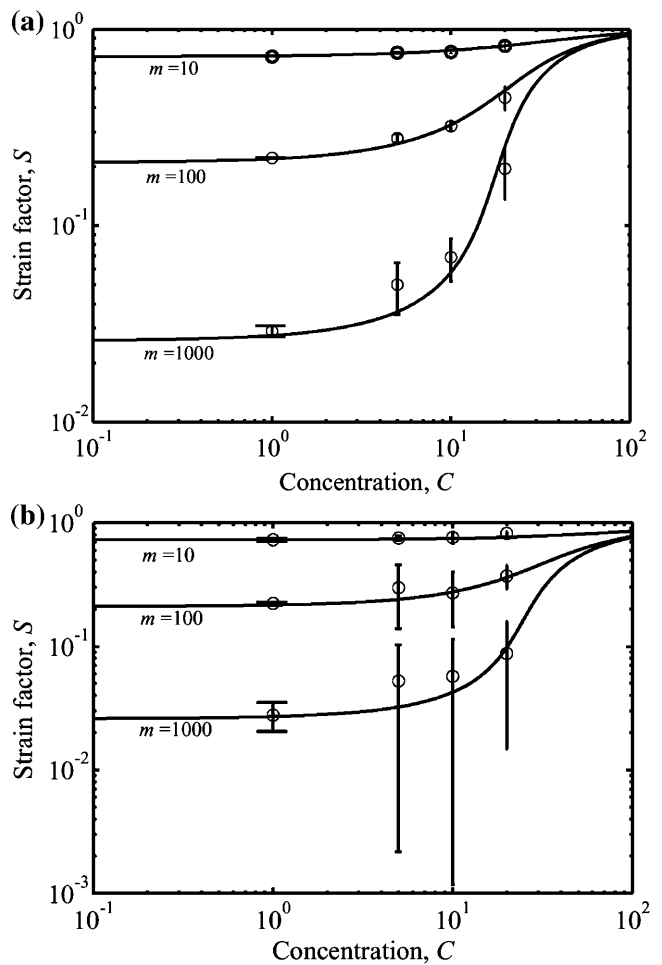 (a)
10⁰
m =10
m =100
10⁻¹
m =1000
10⁻²
Strain factor, S
10⁻¹ 10⁰ 10¹ 10²
Concentration, C
(b)
10⁰
m =10
m =100
10⁻¹
m =1000
10⁻²
10⁻³
Strain factor, S
10⁻¹ 10⁰ 10¹ 10²
Concentration, C